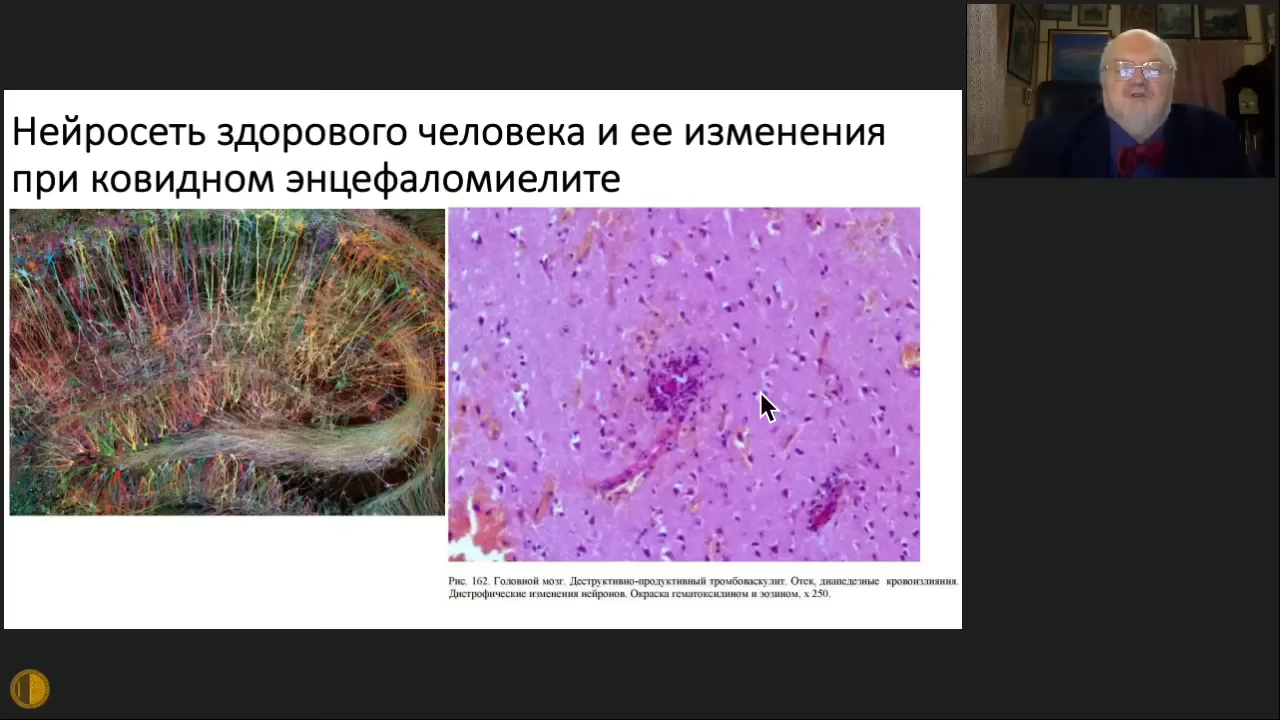 Нейросеть здорового человека и ее изменения
при ковидном энцефаломиелите
Рис. 162. Головной мозг. Деструктивно-продуктивный тромбоваскулит. Отек, диапедезные кровоизлияния.
Дистрофические изменения нейронов. Окраска гематоксилином и эозином, х 250.